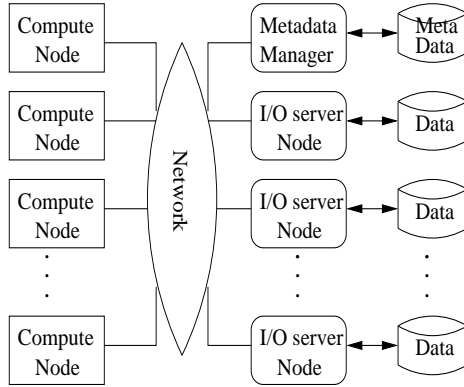 Compute
Node
Metadata
Manager
Meta
Data
Compute
Node
I/O server
Node
Data
Network
Compute
Node
I/O server
Node
Data
Compute
Node
I/O server
Node
Data